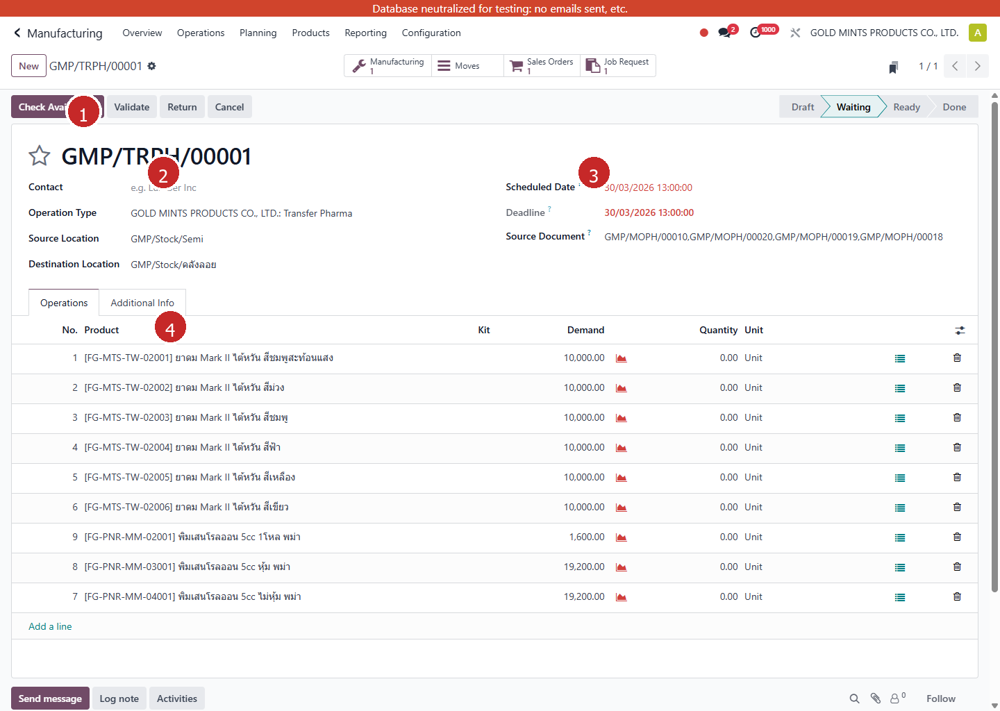 Database neutralized for testing: no emails sent, etc.
Manufacturing Overview Operations Planning Products Reporting Configuration 2 1000 GOLD MINTS PRODUCTS CO., LTD. A
New GMP/TRPH/00001 Manufacturing 1 Moves Sales Orders 1 Job Request 1 1 / 1
Check 1 Validate Return Cancel Draft Waiting Ready Done
GMP/TRPH/00001
2 3
Contact e.g. Scheduled Date 30/03/2026 13:00:00
Operation Type GOLD MINTS PRODUCTS CO., LTD.: Transfer Pharma Deadline ? 30/03/2026 13:00:00
Source Location GMP/Stock/Semi Source Document ? GMP/MOPH/00010,GMP/MOPH/00020,GMP/MOPH/00019,GMP/MOPH/00018
Destination Location GMP/Stock/คลังลอย
Operations Additional Info
4
No. Product Kit Demand Quantity Unit
1 [FG-MTS-TW-02001] ยาดม Mark II ไต้หวัน สีชมพูสะท้อนแสง 10,000.00 0.00 Unit
2 [FG-MTS-TW-02002] ยาดม Mark II ไต้หวัน สีม่วง 10,000.00 0.00 Unit
3 [FG-MTS-TW-02003] ยาดม Mark II ไต้หวัน สีชมพู 10,000.00 0.00 Unit
4 [FG-MTS-TW-02004] ยาดม Mark II ไต้หวัน สีฟ้า 10,000.00 0.00 Unit
5 [FG-MTS-TW-02005] ยาดม Mark II ไต้หวัน สีเหลือง 10,000.00 0.00 Unit
6 [FG-MTS-TW-02006] ยาดม Mark II ไต้หวัน สีเขียว 10,000.00 0.00 Unit
9 [FG-PNR-MM-02001] พิมเสนโรลออน 5cc 1โหล พม่า 1,600.00 0.00 Unit
8 [FG-PNR-MM-03001] พิมเสนโรลออน 5cc หุ้ม พม่า 19,200.00 0.00 Unit
7 [FG-PNR-MM-04001] พิมเสนโรลออน 5cc ไม่หุ้ม พม่า 19,200.00 0.00 Unit
Add a line
Send message Log note Activities 0 Follow